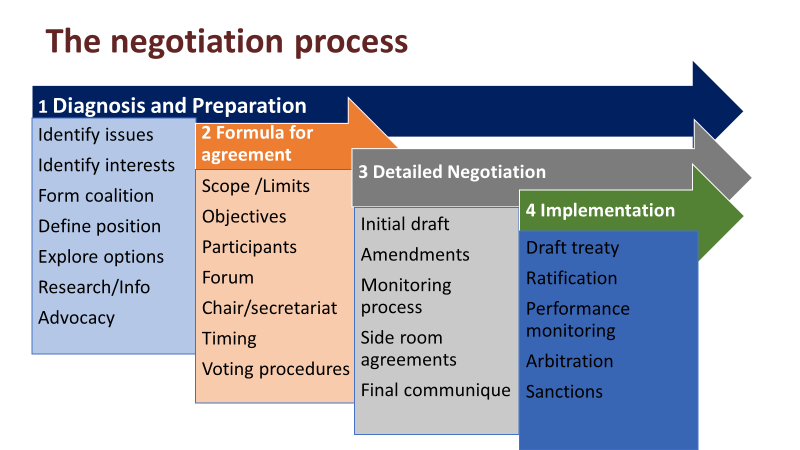 The negotiation process
1 Diagnosis and Preparation
Identify issues
Identify interests
Form coalition
Define position
Explore options
Research/Info
Advocacy
2 Formula for
agreement
Scope /Limits
Objectives
Participants
Forum
Chair/secretariat
Timing
Voting procedures
3 Detailed Negotiation
Initial draft
Amendments
Monitoring
process
Side room
agreements
Final communique
4 Implementation
Draft treaty
Ratification
Performance
monitoring
Arbitration
Sanctions